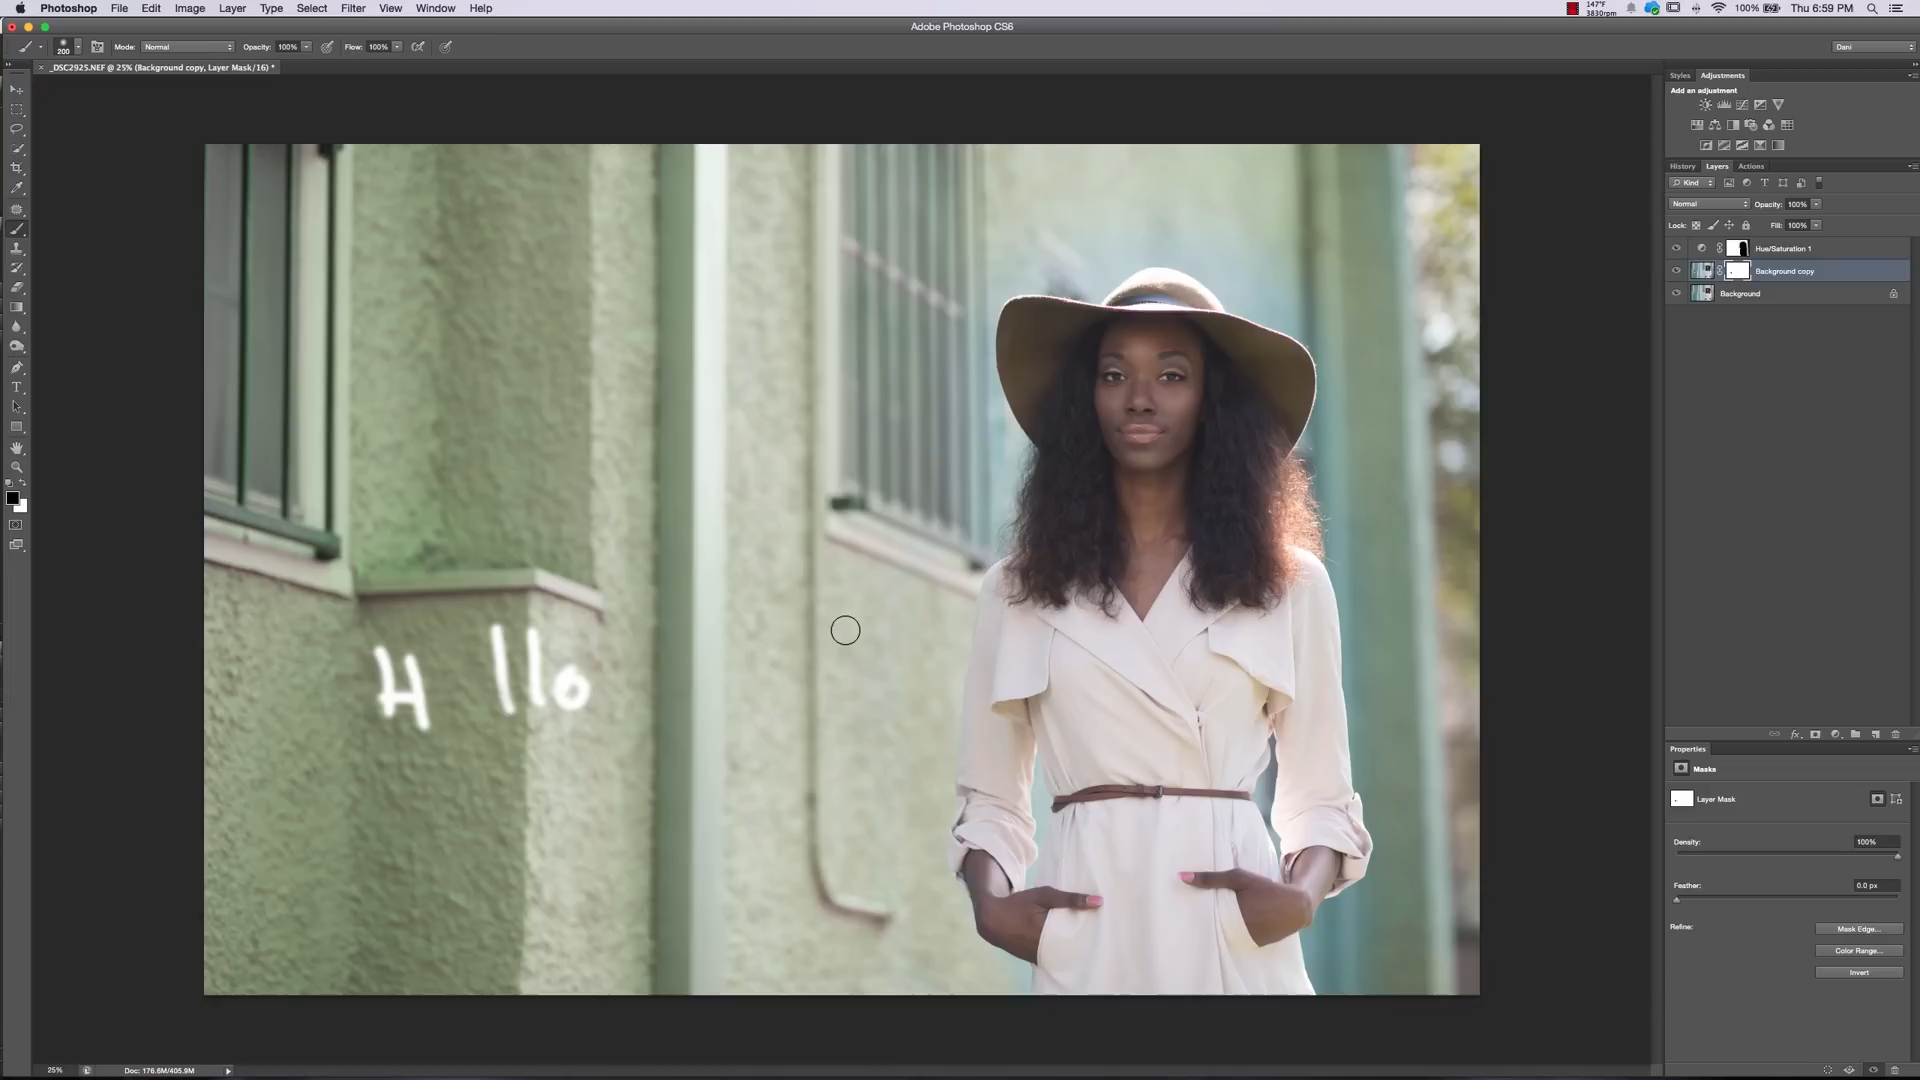 Photoshop File Edit Image Layer Type Select Filter View Window Help 147°F 3830rpm 100% Thu 6:59 PM
Adobe Photoshop CS6
200 Mode: Normal Opacity: 100% Flow: 100% Dani
_DSC2925.NEF @ 25% (Background copy, Layer Mask/16) *
Styles Adjustments
Add an adjustment
History Layers Actions
Kind
Normal Opacity: 100%
Lock: Fill: 100%
Hue/Saturation 1
Background copy
Background
H llo
Properties
Masks
Layer Mask
Density: 100%
Feather: 0.0 px
Refine: Mask Edge...
Color Range...
Invert
25% Doc: 176.6M/405.9M